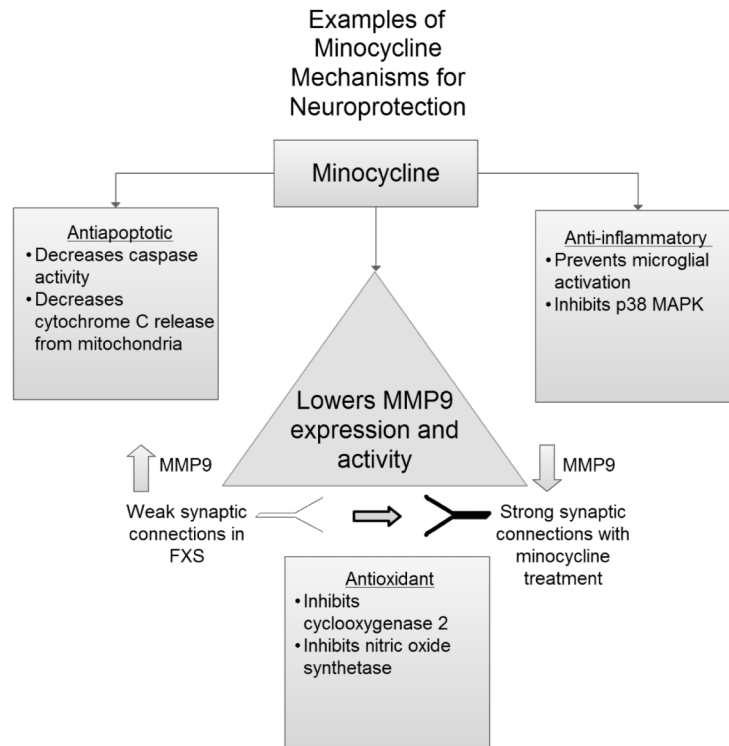 Examples of
Minocycline
Mechanisms for
Neuroprotection
Minocycline
Antiapoptotic
• Decreases caspase
activity
• Decreases
cytochrome C release
from mitochondria
Anti-inflammatory
• Prevents microglial
activation
• Inhibits p38 MAPK
Lowers MMP9
expression and
activity
MMP9
Weak synaptic
connections in
FXS
MMP9
Strong synaptic
connections with
minocycline
treatment
Antioxidant
• Inhibits
cyclooxygenase 2
• Inhibits nitric oxide
synthetase